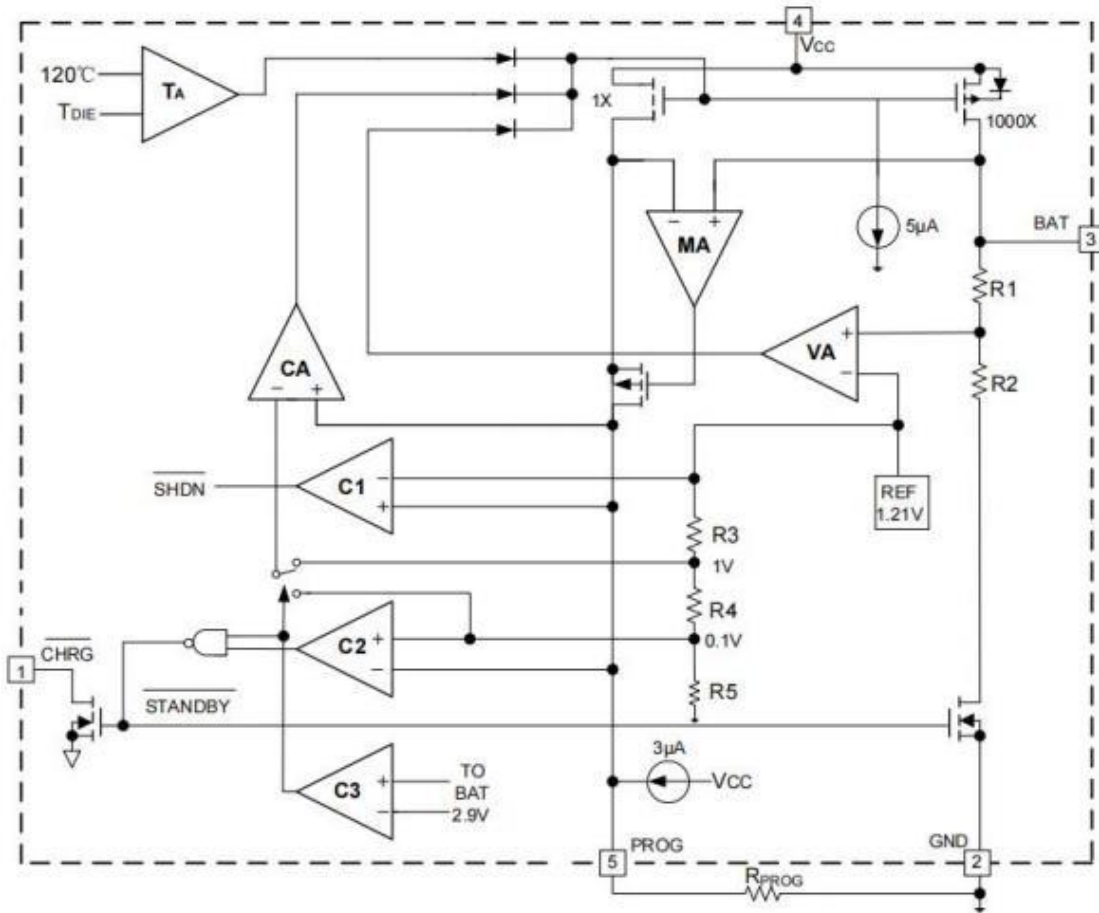 4
VCC
120℃
TA
TDIE
1X
1000X
− +
MA
5µA
BAT
3
R1
+
VA
−
R2
CA
− +
SHDN
C1
−
+
REF
1.21V
R3
1V
R4
0.1V
C2
+
−
R5
CHRG
1
STANDBY
3µA
VCC
C3
+
−
TO
BAT
2.9V
5
PROG
GND
2
RPROG